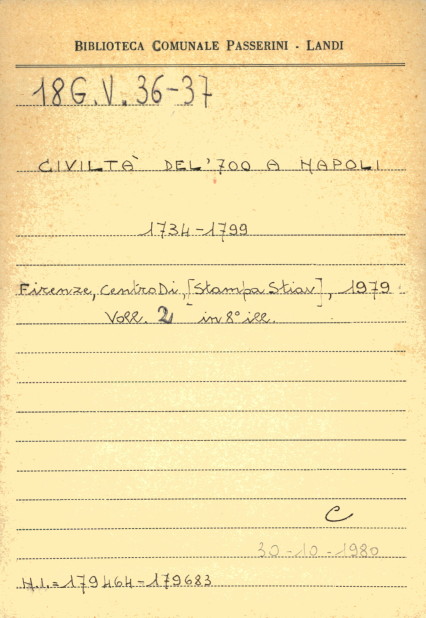 BIBLIOTECA COMUNALE PASSERINI - LANDI
18G.V. 36-37
CIVILTÀ DEL '700 A NAPOLI
1734-1799
Firenze, Centro Di, [Stampa Stiav], 1979
Voll. 2 in 8° ill.
C
30-10-1980
N.I. = 179464-179683